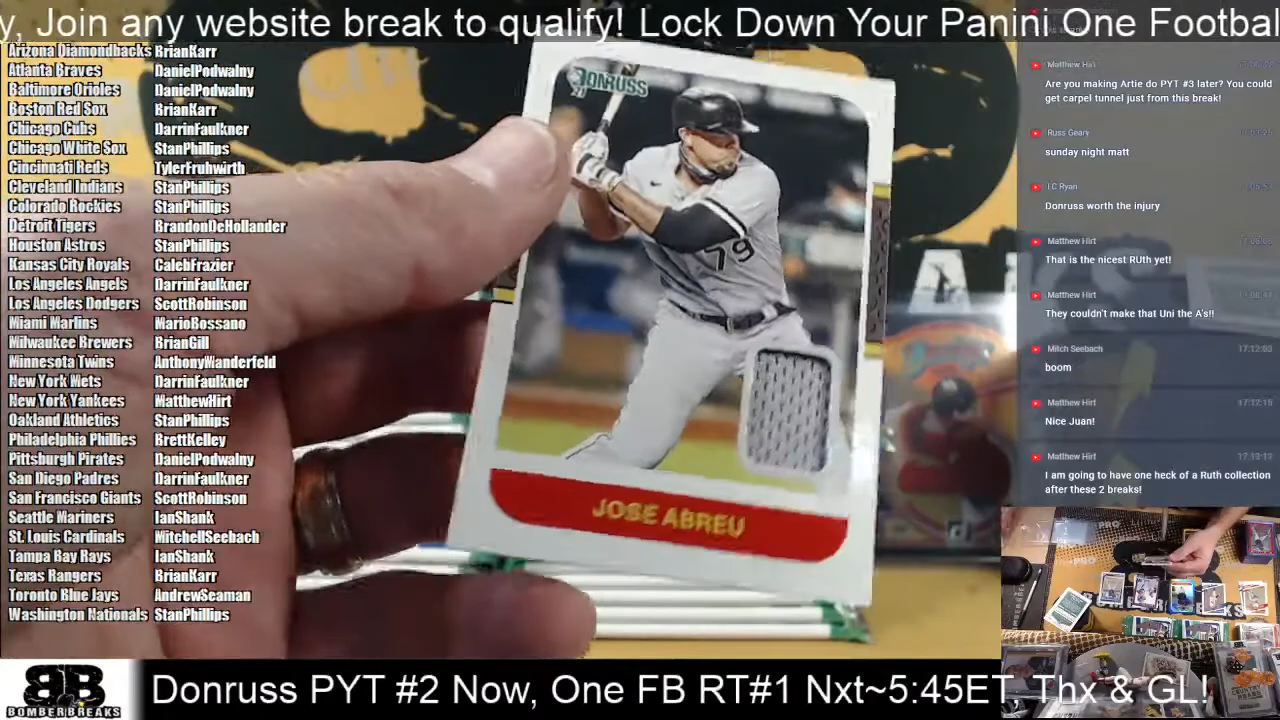 y, Join any website break to qualify! Lock Down Your Panini One Footbal
Arizona Diamondbacks BrianKarr
Atlanta Braves DanielPodwalny
Baltimore Orioles DanielPodwalny
Boston Red Sox BrianKarr
Chicago Cubs DarrinFaulkner
Chicago White Sox StanPhillips
Cincinnati Reds TylerFruhwirth
Cleveland Indians StanPhillips
Colorado Rockies StanPhillips
Detroit Tigers BrandonDeHollander
Houston Astros StanPhillips
Kansas City Royals CalebFrazier
Los Angeles Angels DarrinFaulkner
Los Angeles Dodgers ScottRobinson
Miami Marlins MarioBossano
Milwaukee Brewers BrianGill
Minnesota Twins AnthonyWanderfeld
New York Mets DarrinFaulkner
New York Yankees MatthewHirt
Oakland Athletics StanPhillips
Philadelphia Phillies BrettKelley
Pittsburgh Pirates DanielPodwalny
San Diego Padres DarrinFaulkner
San Francisco Giants ScottRobinson
Seattle Mariners IanShank
St. Louis Cardinals MitchellSeebach
Tampa Bay Rays IanShank
Texas Rangers BrianKarr
Toronto Blue Jays AndrewSeaman
Washington Nationals StanPhillips
DONRUSS
79
JOSE ABREU
Matthew Hirt
Are you making Artie do PYT #3 later? You could
get carpel tunnel just from this break!
Russ Geary
sunday night matt
I C Ryan
Donruss worth the injury
Matthew Hirt
That is the nicest RUth yet!
Matthew Hirt
They couldn't make that Uni the A's!!
Mitch Seebach 17:12:03
boom
Matthew Hirt 17:12:15
Nice Juan!
Matthew Hirt
I am going to have one heck of a Ruth collection
after these 2 breaks!
BB
BOMBERBREAKS
Donruss PYT #2 Now, One FB RT#1 Nxt~5:45ET. Thx & GL!